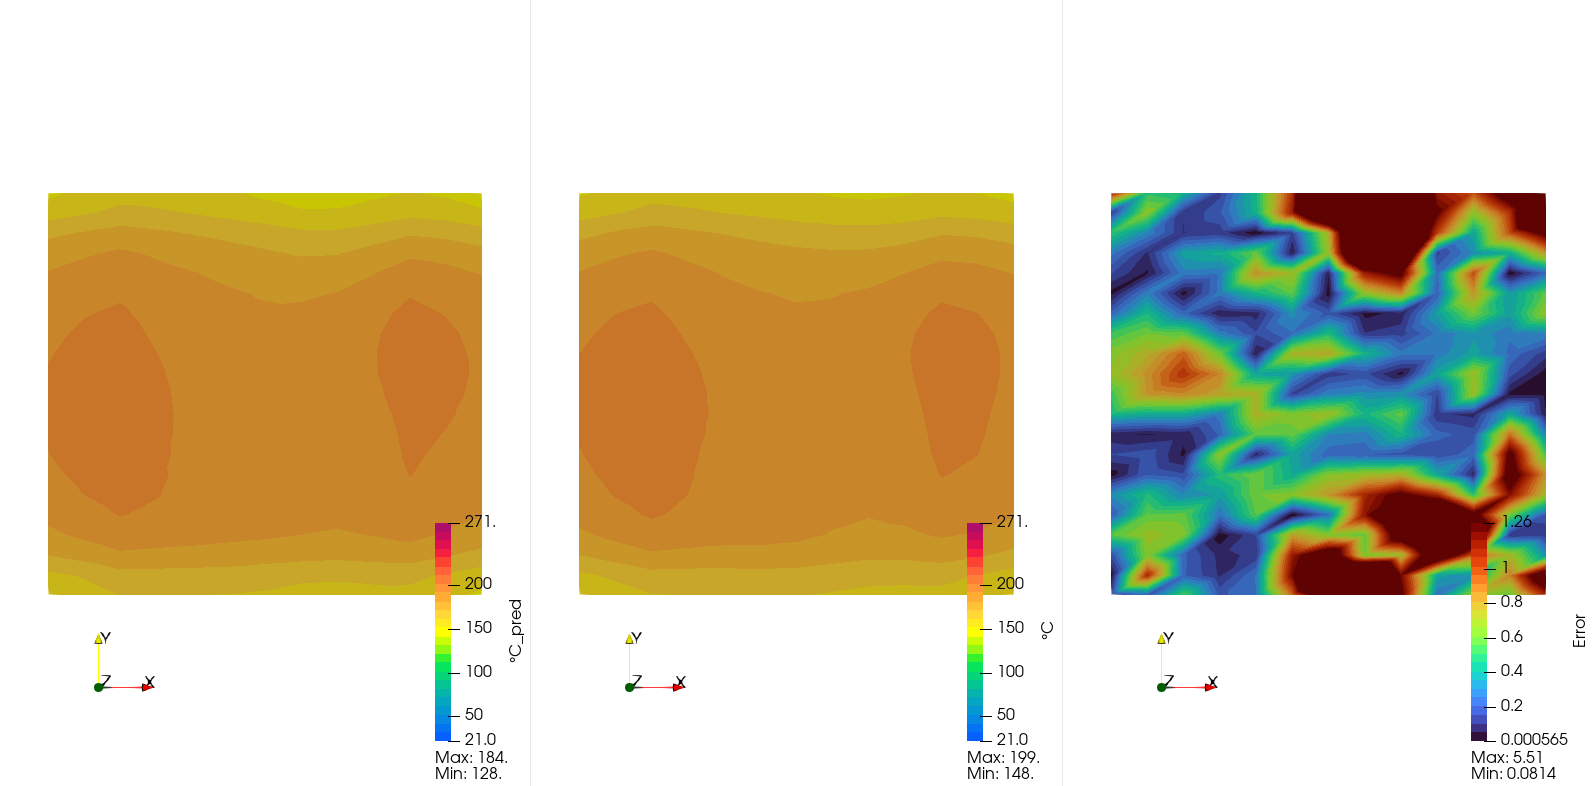 271.
200
150
100
50
21.0
°C_pred
Max: 184.
Min: 128.
Y
Z
X
271.
200
150
100
50
21.0
°C
Max: 199.
Min: 148.
Y
Z
X
1.26
1
0.8
0.6
0.4
0.2
0.000565
Error
Max: 5.51
Min: 0.0814
Y
Z
X